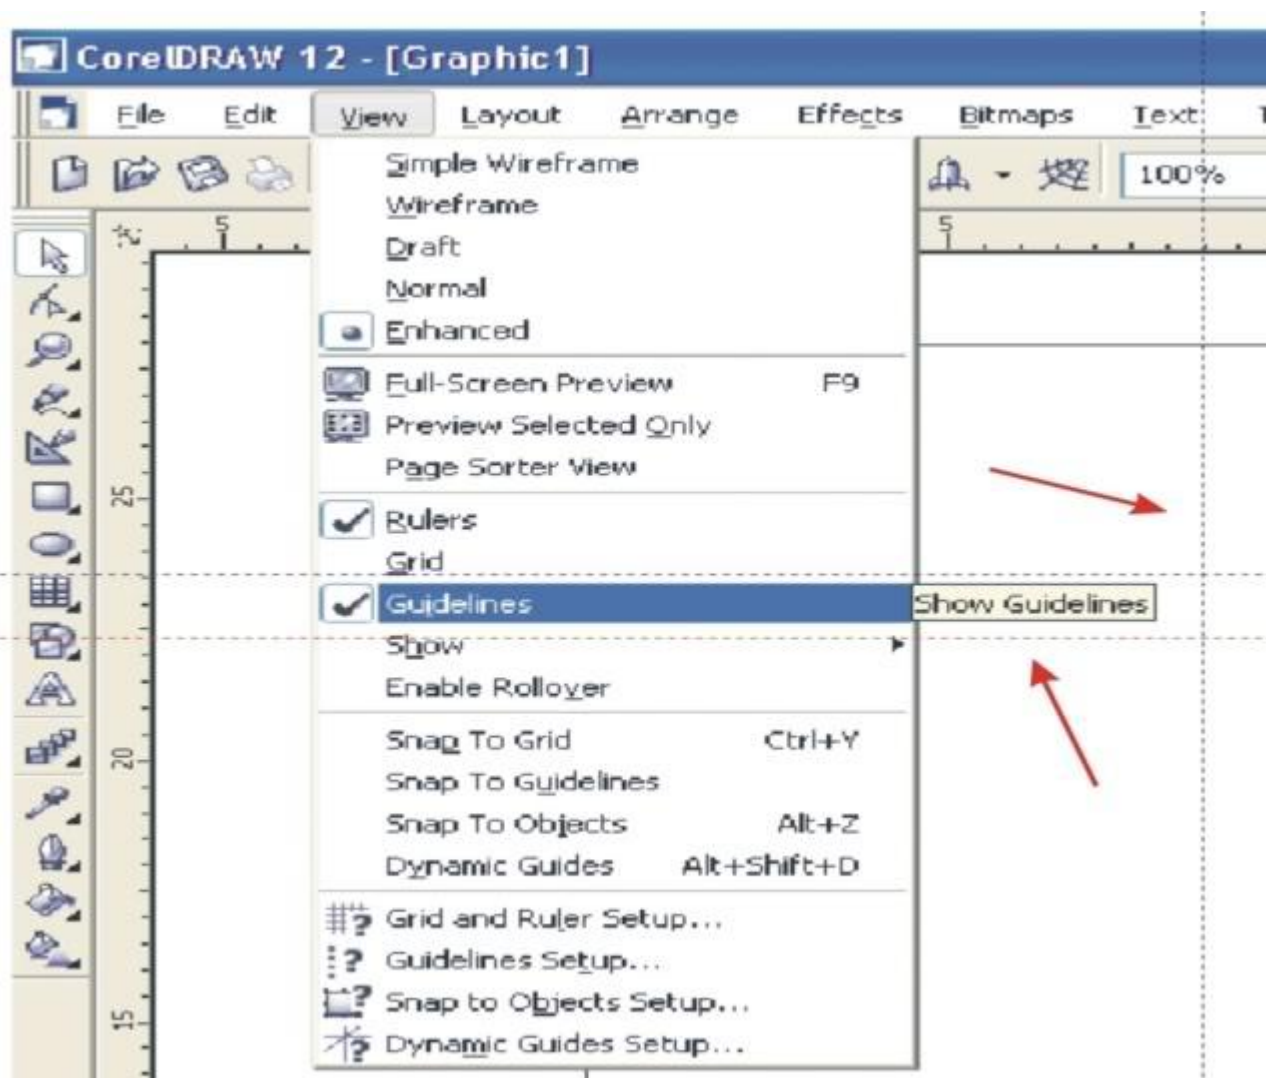 CorelDRAW 12 - [Graphic1]
File Edit View Layout Arrange Effects Bitmaps Text
100%
5 5
Simple Wireframe
Wireframe
Draft
Normal
Enhanced
Full-Screen Preview F9
Preview Selected Only
Page Sorter View
25
Rulers
Grid
Guidelines Show Guidelines
Show
Enable Rollover
Snap To Grid Ctrl+Y
20
Snap To Guidelines
Snap To Objects Alt+Z
Dynamic Guides Alt+Shift+D
Grid and Ruler Setup...
Guidelines Setup...
Snap to Objects Setup...
15
Dynamic Guides Setup...